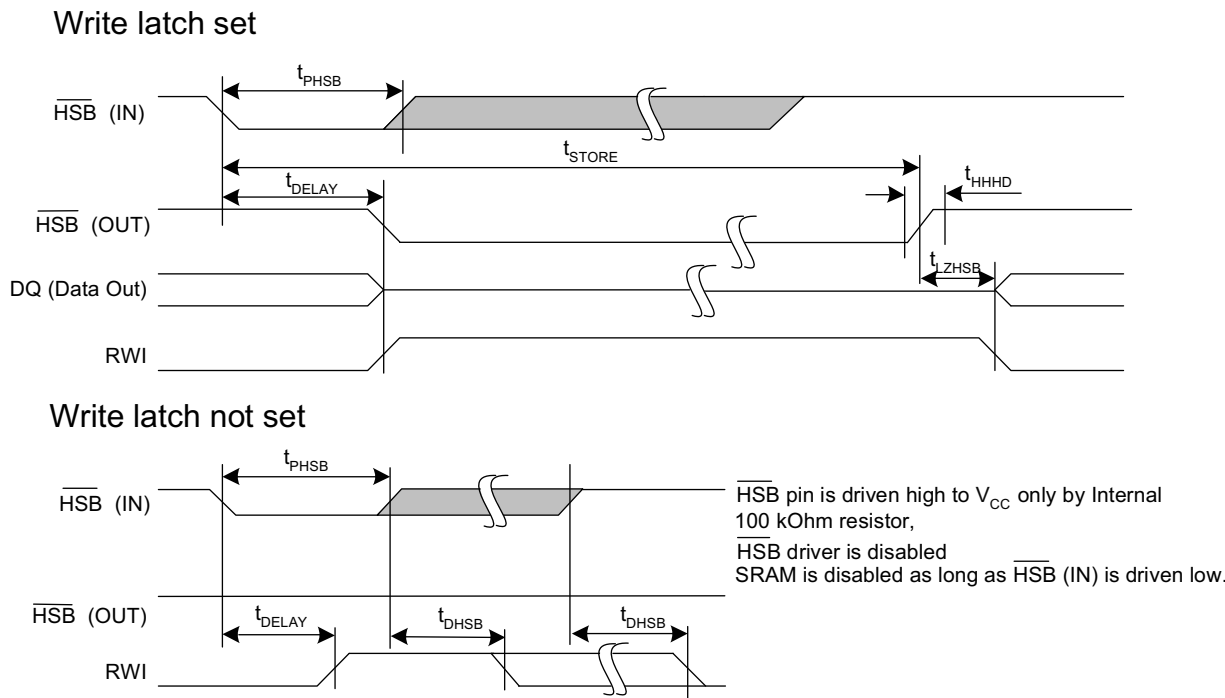 Write latch set
tPHSB
HSB (IN)
tSTORE
tDELAY
tHHHD
HSB (OUT)
tLZHSB
DQ (Data Out)
RWI
Write latch not set
tPHSB
HSB (IN)
HSB pin is driven high to VCC only by Internal
100 kOhm resistor,
HSB driver is disabled
SRAM is disabled as long as HSB (IN) is driven low.
HSB (OUT)
tDELAY
tDHSB
tDHSB
RWI